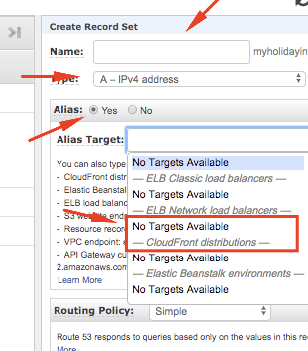 Create Record Set
Name: myholidayin
Type: A – IPv4 address
Alias: Yes No
Alias Target:
You can also type
No Targets Available
- CloudFront distri
— ELB Classic load balancers —
- Elastic Beanstalk
No Targets Available
- ELB load balan
— ELB Network load balancers —
- S3 website end
No Targets Available
- Resource recor
— CloudFront distributions —
- VPC endpoint: e
No Targets Available
- API Gateway cu
— Elastic Beanstalk environments —
2.amazonaws.com
No Targets Available
Learn More
Routing Policy: Simple
Route 53 responds to queries based only on the values in this rec